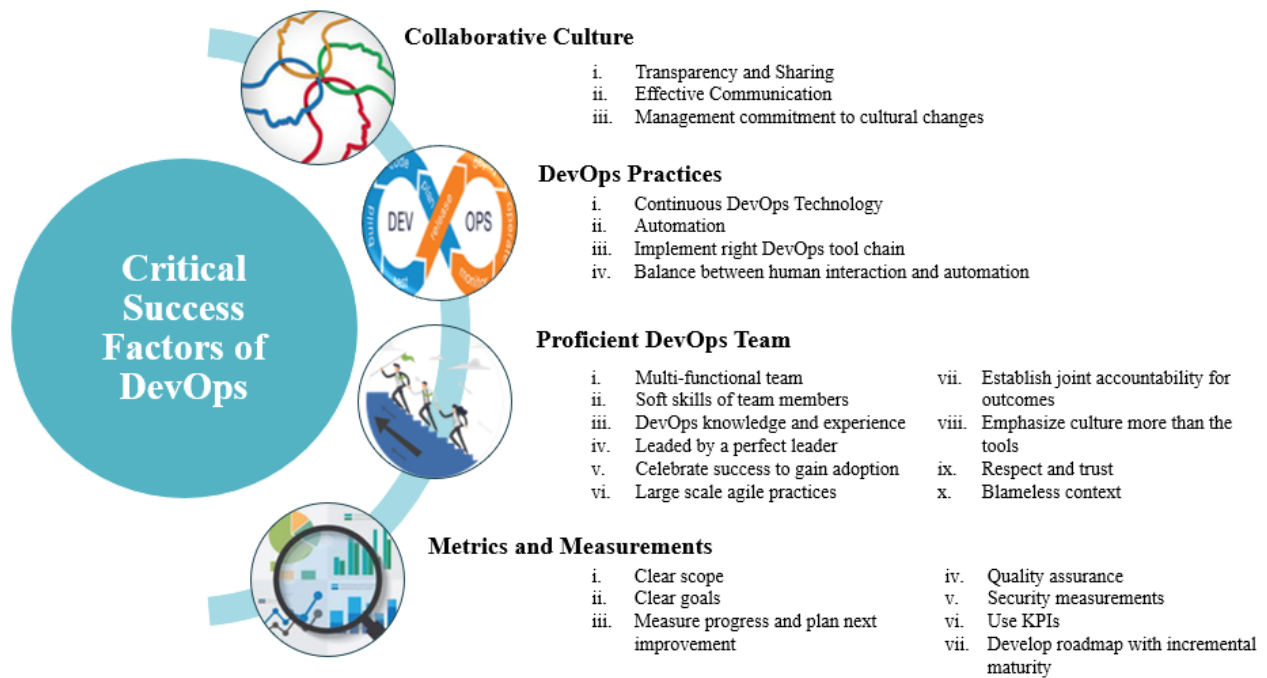 Critical
Success
Factors of
DevOps
Collaborative Culture
i. Transparency and Sharing
ii. Effective Communication
iii. Management commitment to cultural changes
DEV
OPS
build
plan
release
DevOps Practices
i. Continuous DevOps Technology
ii. Automation
iii. Implement right DevOps tool chain
iv. Balance between human interaction and automation
Proficient DevOps Team
i. Multi-functional team
ii. Soft skills of team members
iii. DevOps knowledge and experience
iv. Leaded by a perfect leader
v. Celebrate success to gain adoption
vi. Large scale agile practices
vii. Establish joint accountability for
outcomes
viii. Emphasize culture more than the
tools
ix. Respect and trust
x. Blameless context
Metrics and Measurements
i. Clear scope
ii. Clear goals
iii. Measure progress and plan next
improvement
iv. Quality assurance
v. Security measurements
vi. Use KPIs
vii. Develop roadmap with incremental
maturity